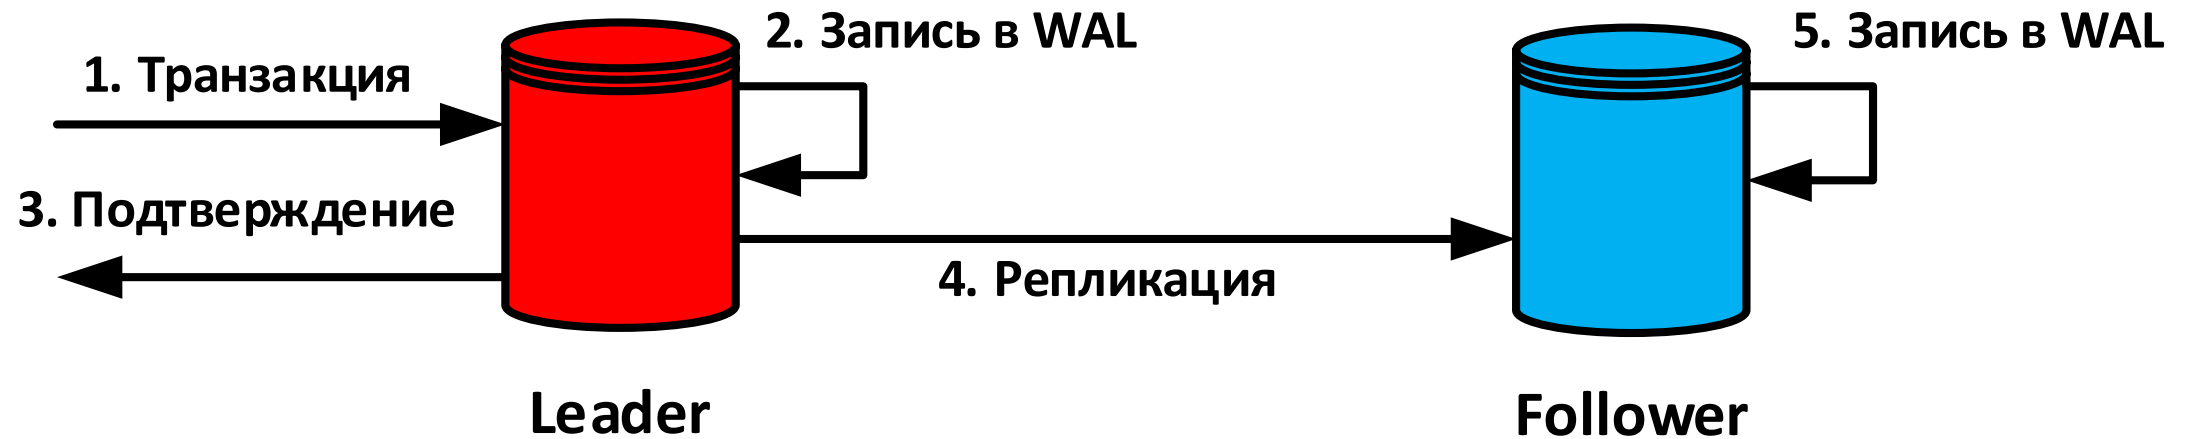 1. Транзакция
2. Запись в WAL
3. Подтверждение
4. Репликация
5. Запись в WAL
Leader
Follower